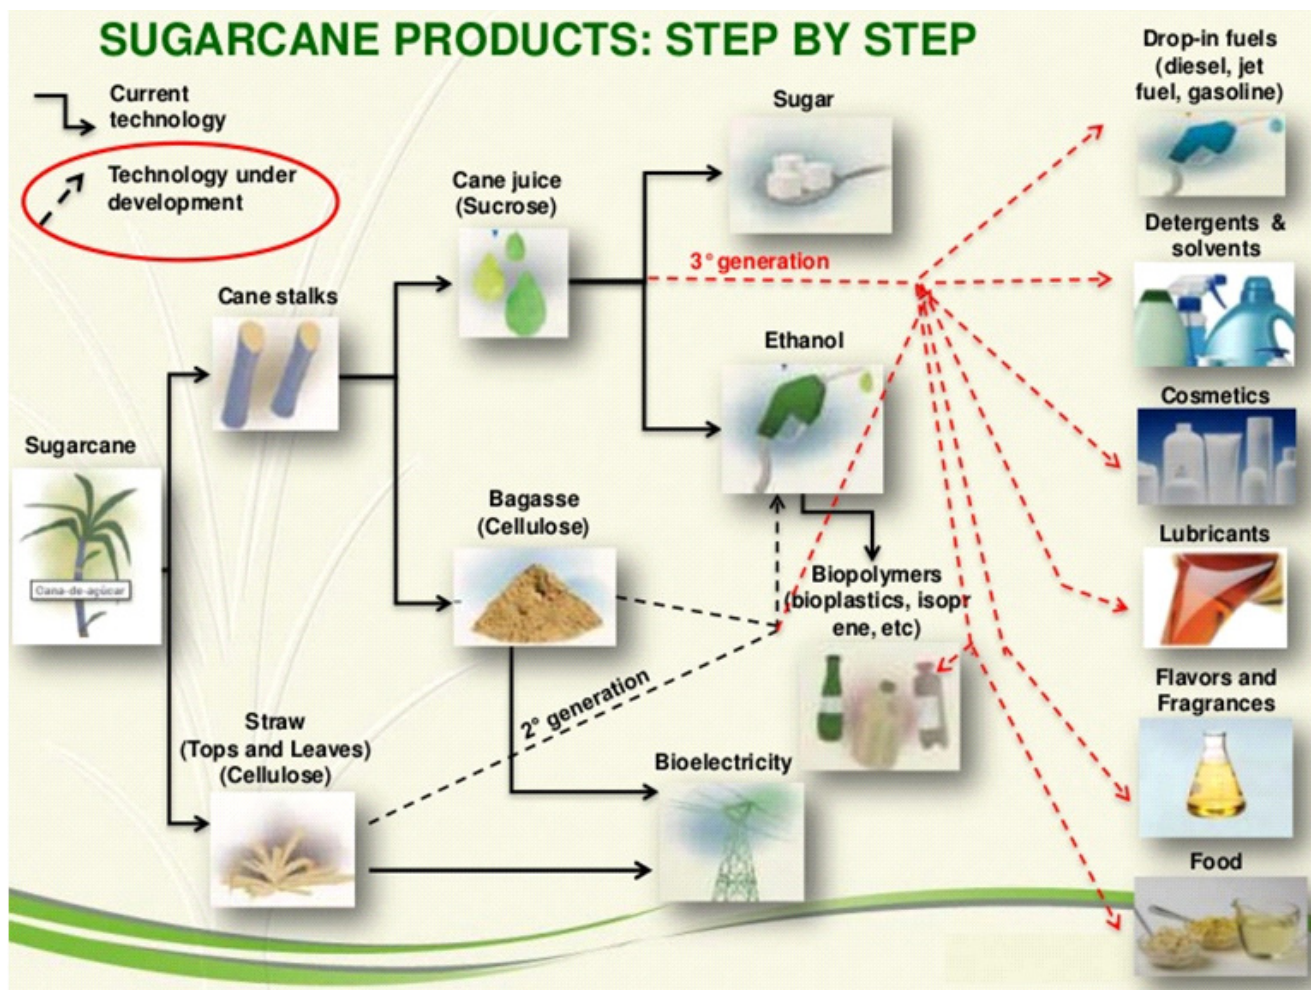 SUGARCANE PRODUCTS: STEP BY STEP
Current
technology
Technology under
development
Sugarcane
Cana-de-açúcar
Cane stalks
Straw
(Tops and Leaves)
(Cellulose)
Cane juice
(Sucrose)
Bagasse
(Cellulose)
2° generation
Sugar
3° generation
Ethanol
Biopolymers
(bioplastics, isopr
ene, etc)
Bioelectricity
Drop-in fuels
(diesel, jet
fuel, gasoline)
Detergents &
solvents
Cosmetics
Lubricants
Flavors and
Fragrances
Food